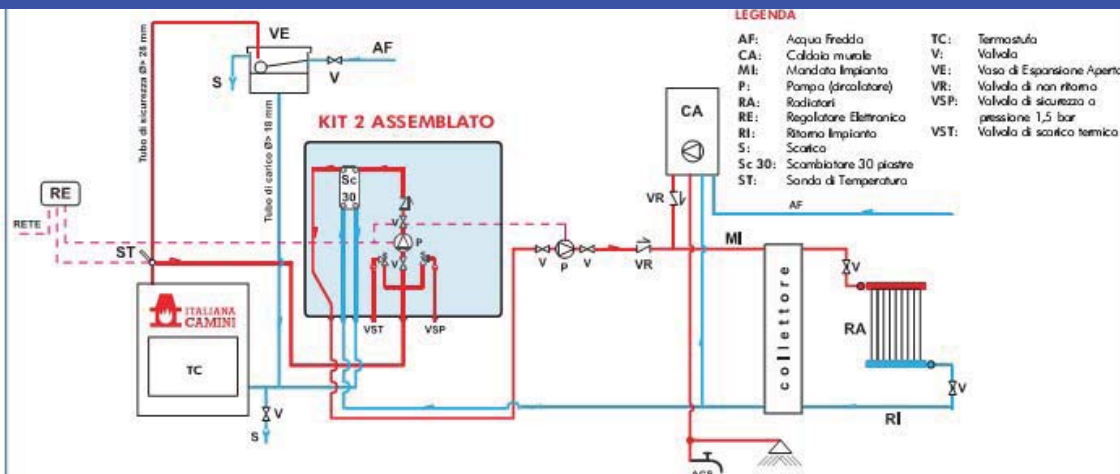 LEGENDA
AF: Acqua Fredda
CA: Caldaia murale
MI: Mandata Impianto
P: Pompa (circolatore)
RA: Radiatori
RE: Regolatore Elettronico
RI: Ritorno Impianto
S: Scarico
Sc 30: Scambiatore 30 piastre
ST: Sonda di Temperatura
TC: Termostufa
V: Valvola
VE: Vaso di Espansione Aperto
VR: Valvola di non ritorno
VSP: Valvola di sicurezza a
pressione 1,5 bar
VST: Valvola di scarico termico
VE
AF
S
V
Tubo di sicurezza Ø> 28 mm
Tubo di carico Ø> 18 mm
KIT 2 ASSEMBLATO
Sc
30
V
P
V
VST
VSP
RE
RETE
ST
ITALIANA
CAMINI
TC
V
S
V
P
V
VR
CA
VR
AF
MI
collettore
V
RA
V
RI
ACS